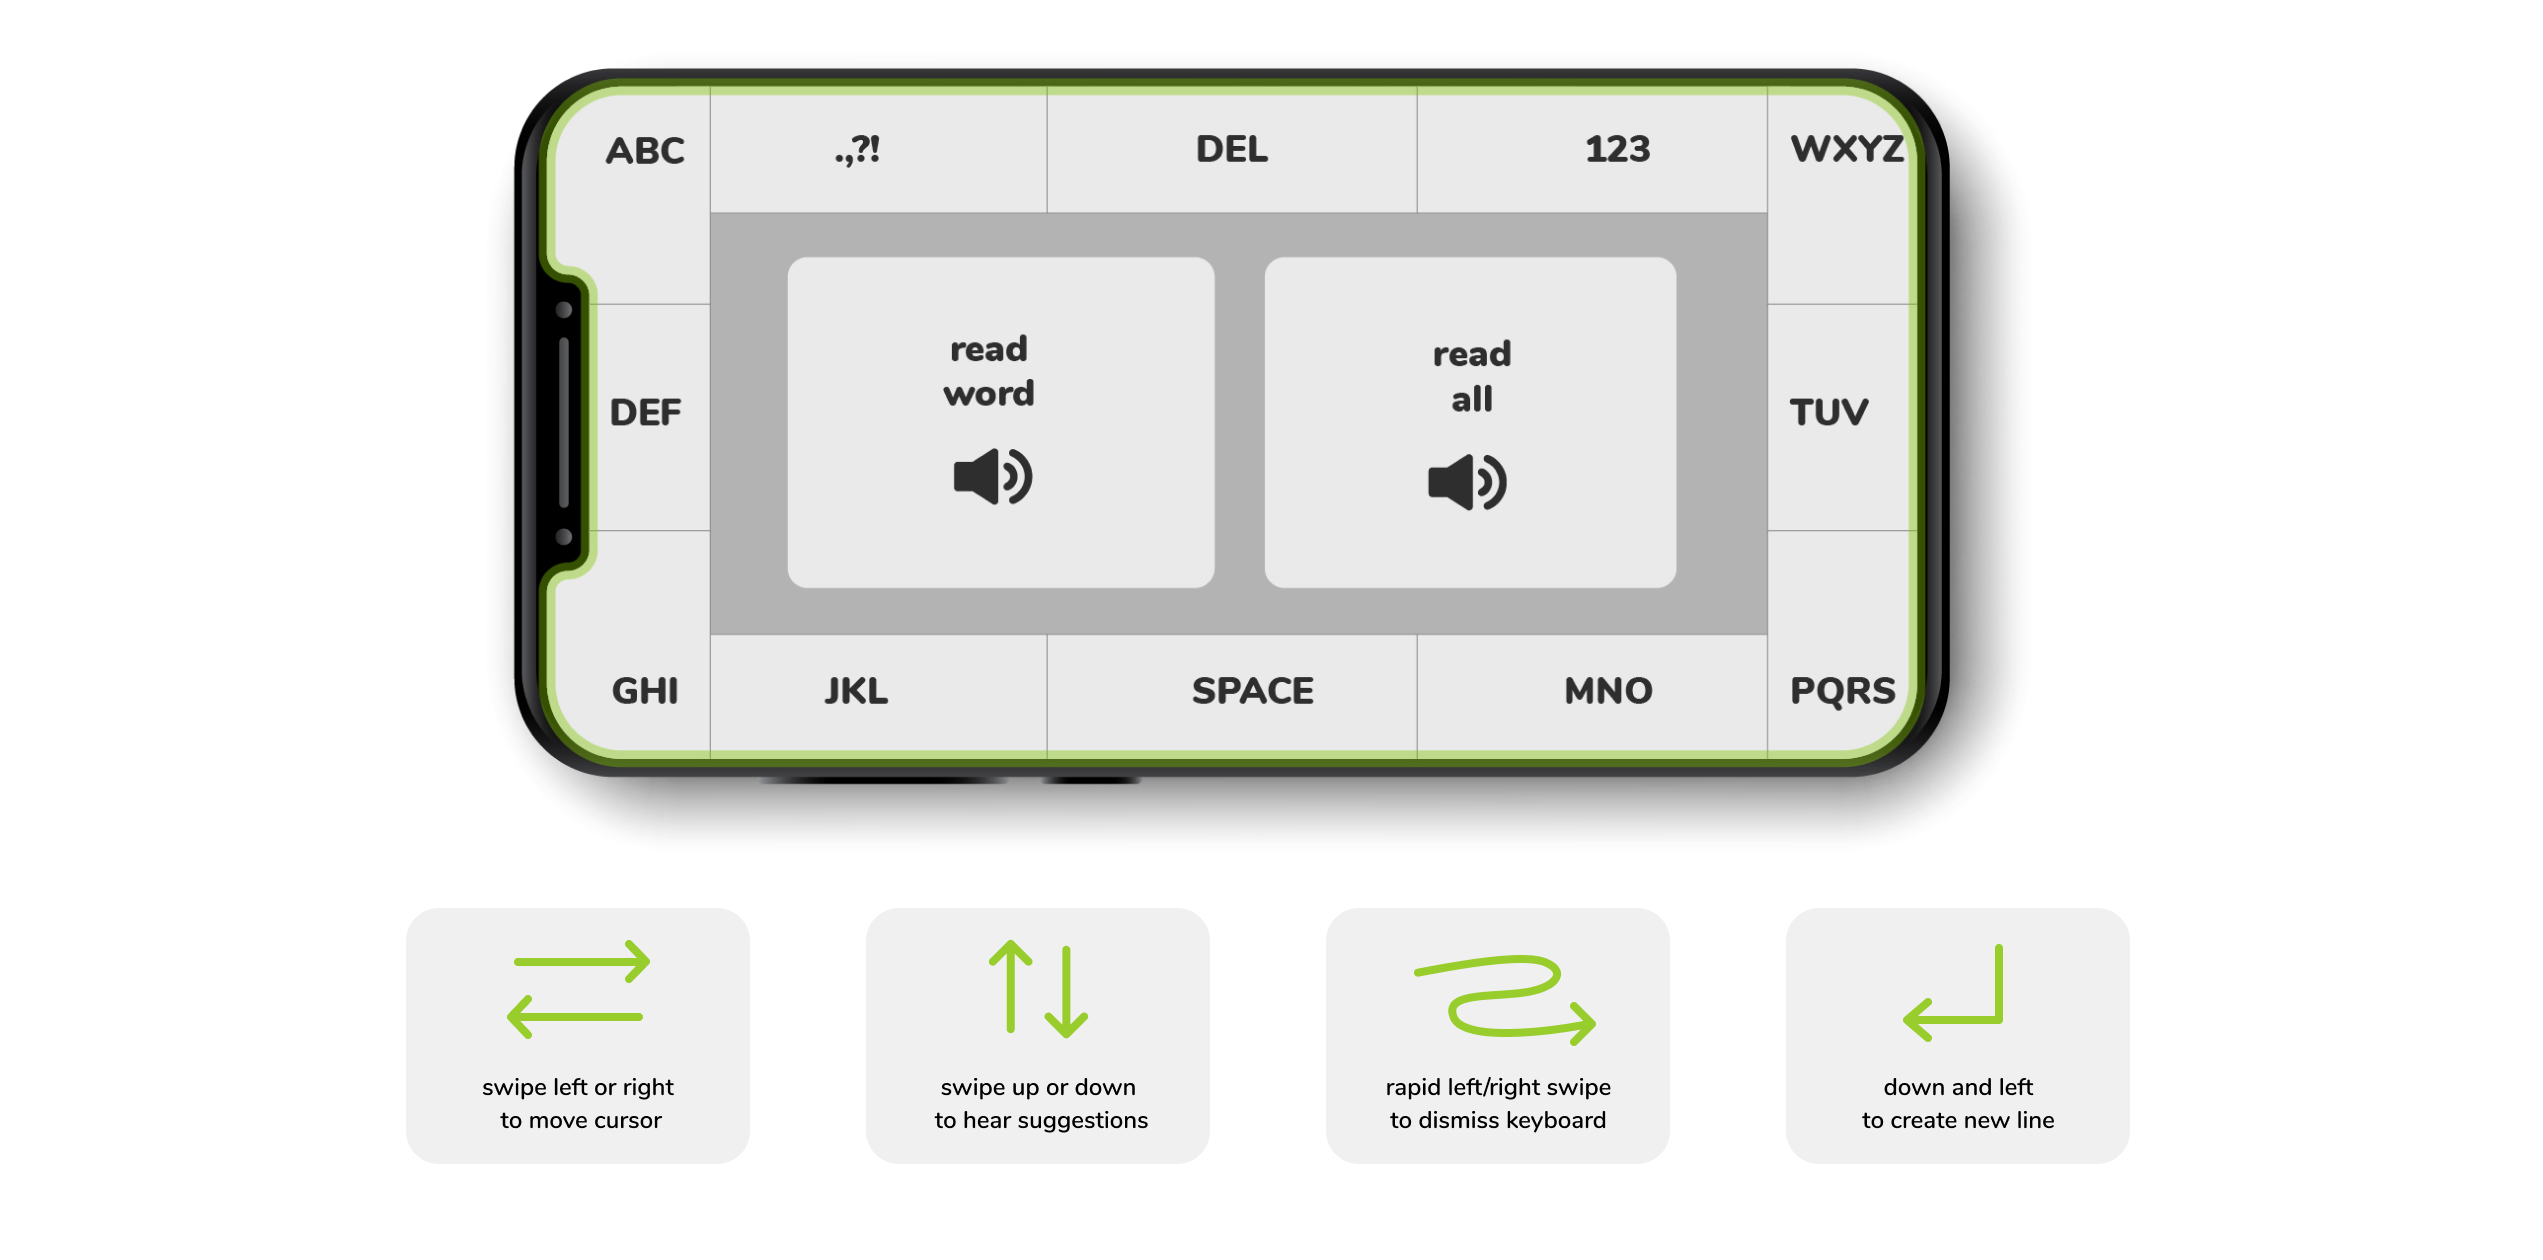 ABC
.,?!
DEL
123
WXYZ
read
word
read
all
DEF
TUV
GHI
JKL
SPACE
MNO
PQRS
swipe left or right
to move cursor
swipe up or down
to hear suggestions
rapid left/right swipe
to dismiss keyboard
down and left
to create new line